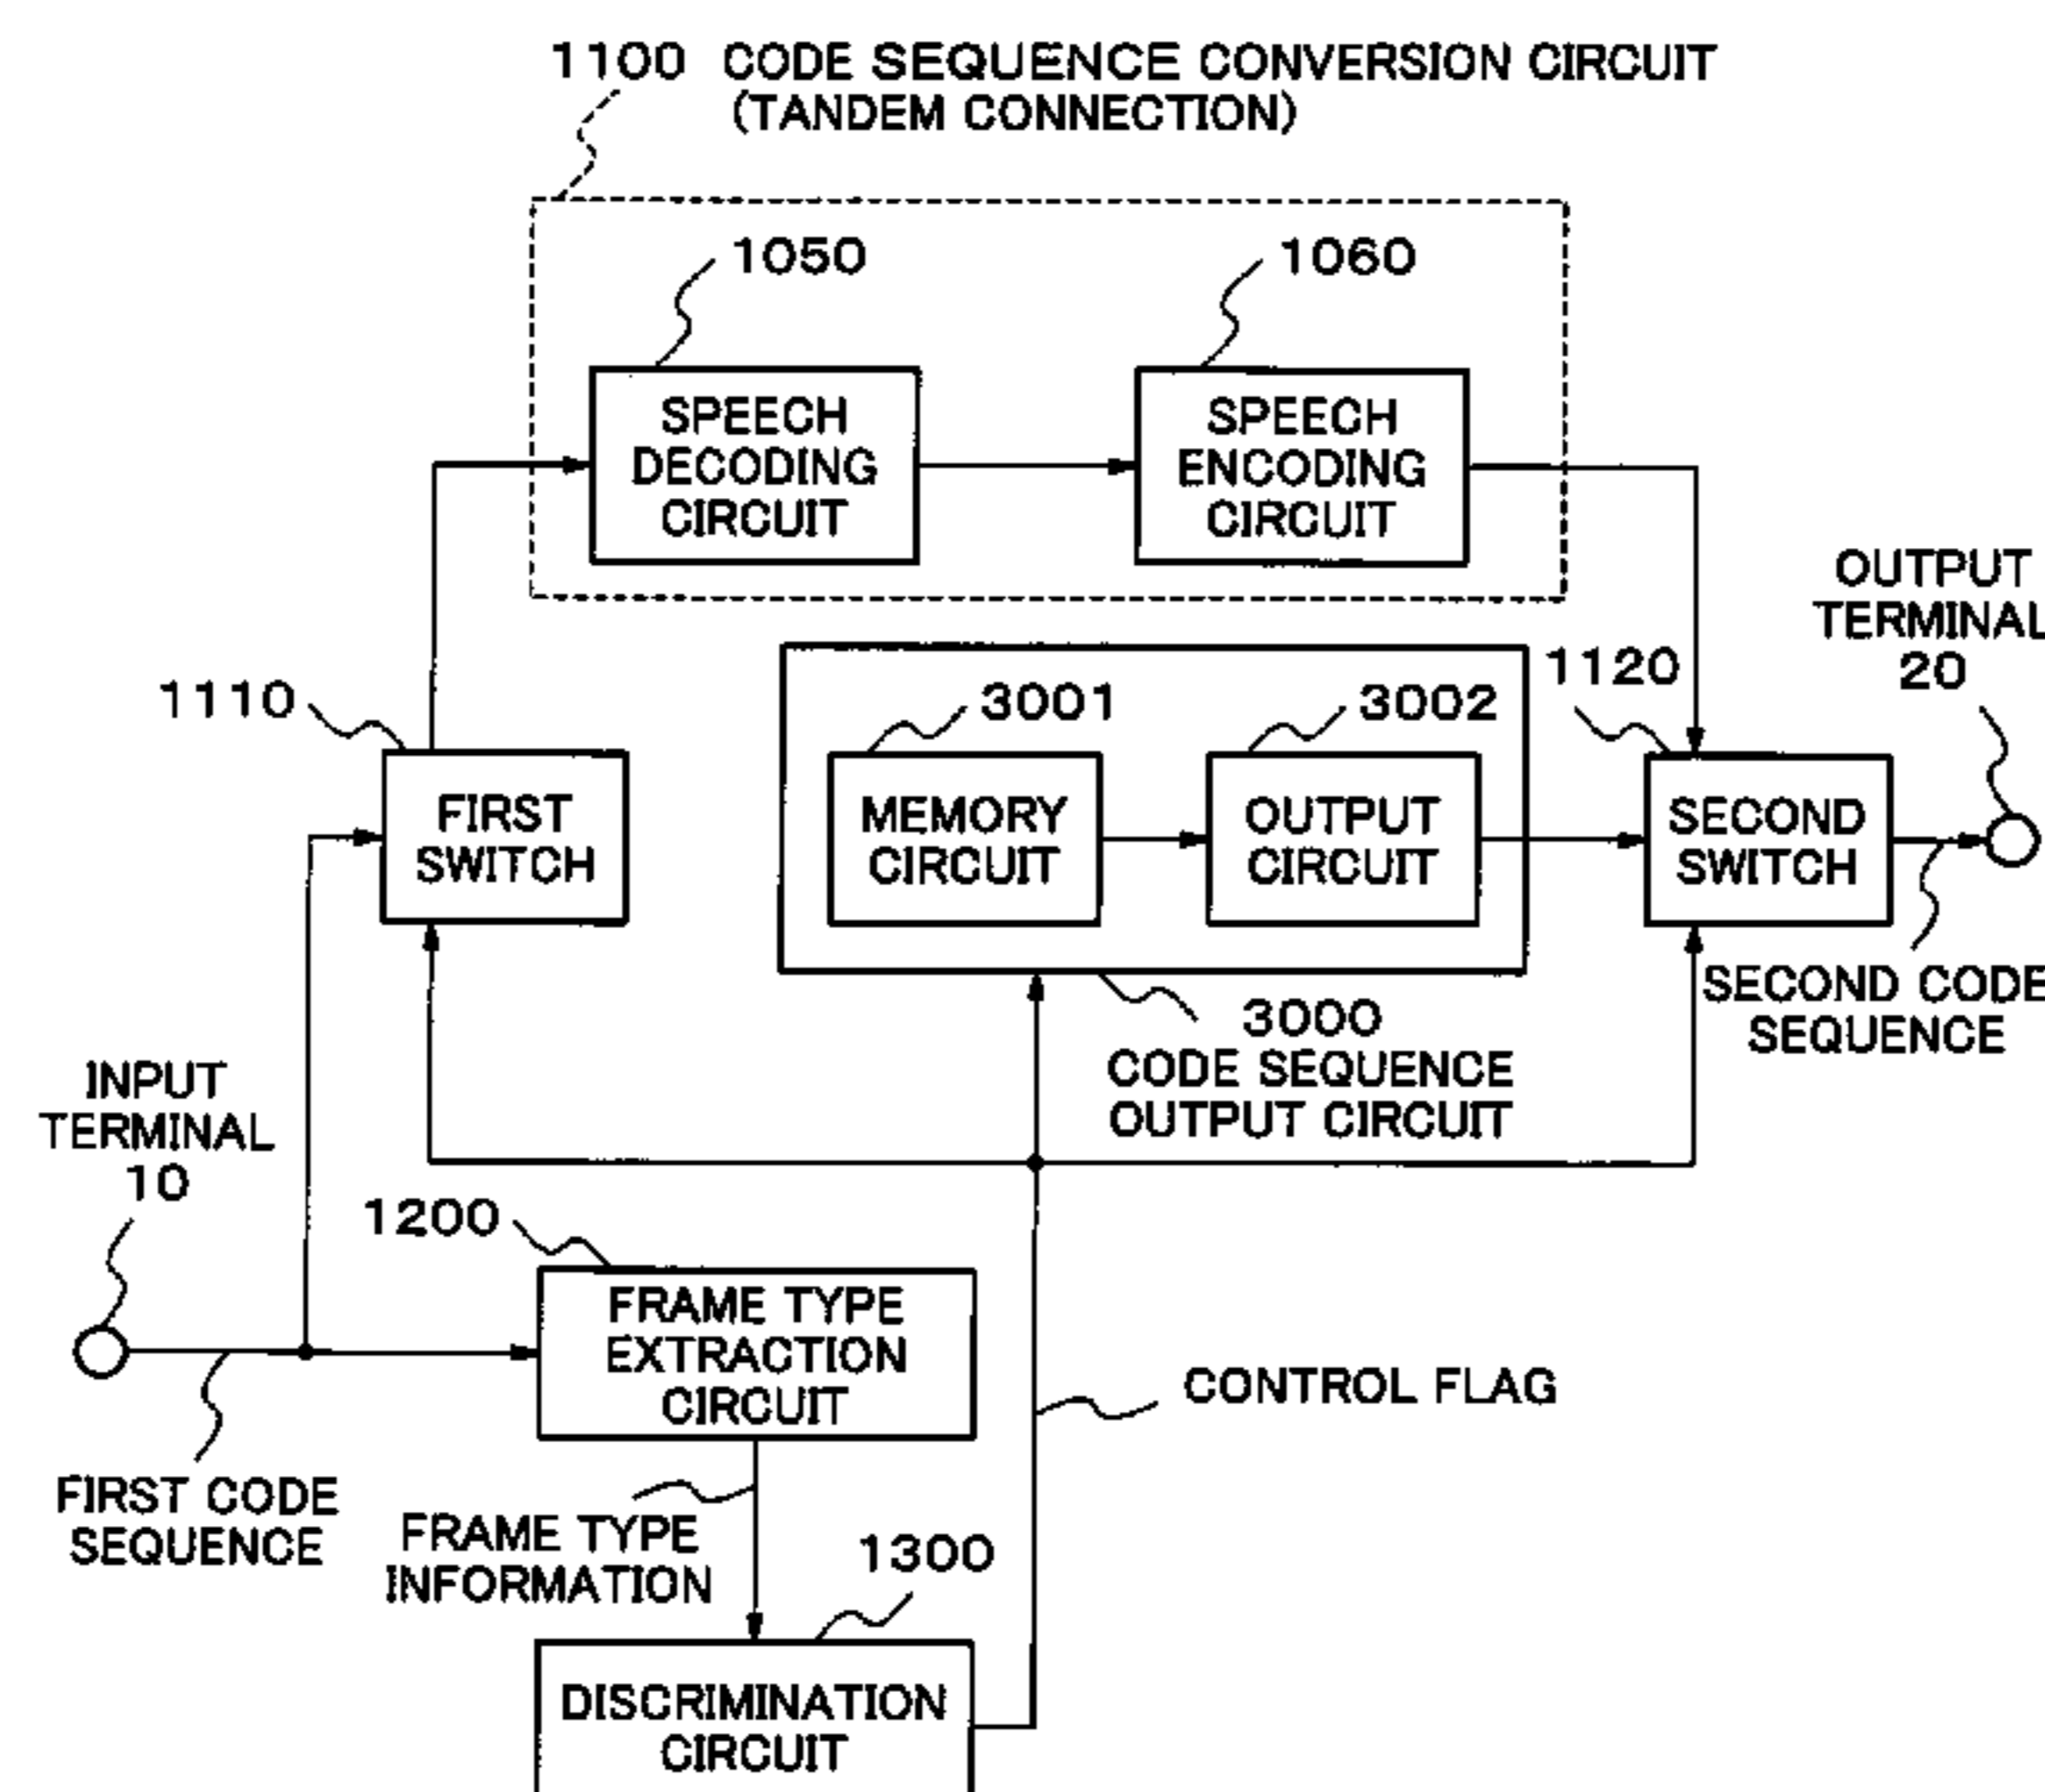 1100 CODE SEQUENCE CONVERSION CIRCUIT
(TANDEM CONNECTION)
1050
1060
SPEECH
DECODING
CIRCUIT
SPEECH
ENCODING
CIRCUIT
OUTPUT
TERMINAL
20
1110
3001
3002
1120
FIRST
SWITCH
MEMORY
CIRCUIT
OUTPUT
CIRCUIT
SECOND
SWITCH
SECOND CODE
SEQUENCE
3000
CODE SEQUENCE
OUTPUT CIRCUIT
INPUT
TERMINAL
10
1200
FRAME TYPE
EXTRACTION
CIRCUIT
CONTROL FLAG
FIRST CODE
SEQUENCE
FRAME TYPE
INFORMATION
1300
DISCRIMINATION
CIRCUIT